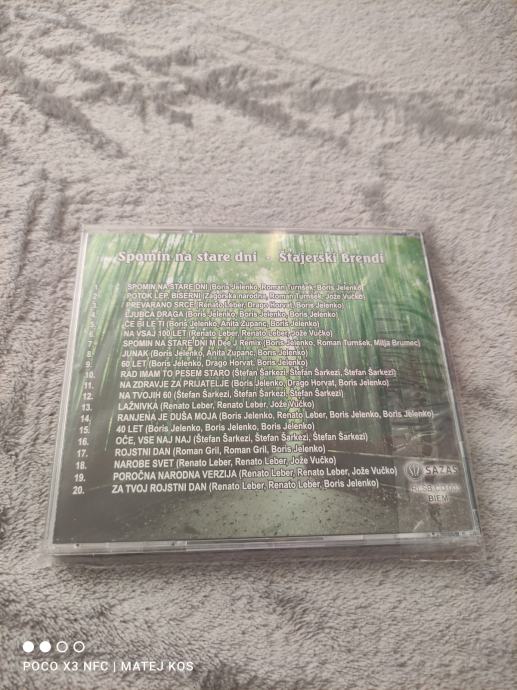 Spomin na stare dni - Štajerski Brendi
1. SPOMIN NA STARE DNI (Boris Jelenko, Roman Turnšek, Boris Jelenko)
2. POTOK LEP, BISERNI (Zagorska narodna, Roman Turnšek, Jože Vučko)
3. PREVARANO SRCE (Renato Leber, Drago Horvat, Boris Jelenko)
4. LJUBCA DRAGA (Boris Jelenko, Boris Jelenko, Boris Jelenko)
5. ČE ŠI LE TI (Boris Jelenko, Anita Zupanc, Boris Jelenko)
6. NA VSAJ 100 LET (Renato Leber, Renato Leber, Jože Vučko)
7. SPOMIN NA STARE DNI M Dee J Remix (Boris Jelenko, Roman Turnšek, Milja Brumec)
8. JUNAK (Boris Jelenko, Anita Zupanc, Boris Jelenko)
9. 60 LET (Boris Jelenko, Drago Horvat, Boris Jelenko)
10. RAD IMAM TO PESEM STARO (Štefan Šarkezi, Štefan Šarkezi, Štefan Šarkezi)
11. NA ZDRAVJE ZA PRIJATELJE (Boris Jelenko, Drago Horvat, Boris Jelenko)
12. NA TVOJIH 60 (Štefan Šarkezi, Štefan Šarkezi, Štefan Šarkezi)
13. LAŽNIVKA (Renato Leber, Renato Leber, Jože Vučko)
14. RANJENA JE DUŠA MOJA (Boris Jelenko, Renato Leber, Boris Jelenko, Boris Jelenko)
15. 40 LET (Boris Jelenko, Boris Jelenko, Boris Jelenko)
16. OČE, VSE NAJ NAJ (Štefan Šarkezi, Štefan Šarkezi, Štefan Šarkezi)
17. ROJSTNI DAN (Roman Gril, Roman Gril, Boris Jelenko)
18. NAROBE SVET (Renato Leber, Renato Leber, Jože Vučko)
19. POROČNA NARODNA VERZIJA (Renato Leber, Renato Leber, Jože Vučko)
20. ZA TVOJ ROJSTNI DAN (Renato Leber, Renato Leber, Boris Jelenko)
SAZAS
BIEM
POCO X3 NFC | MATEJ KOS